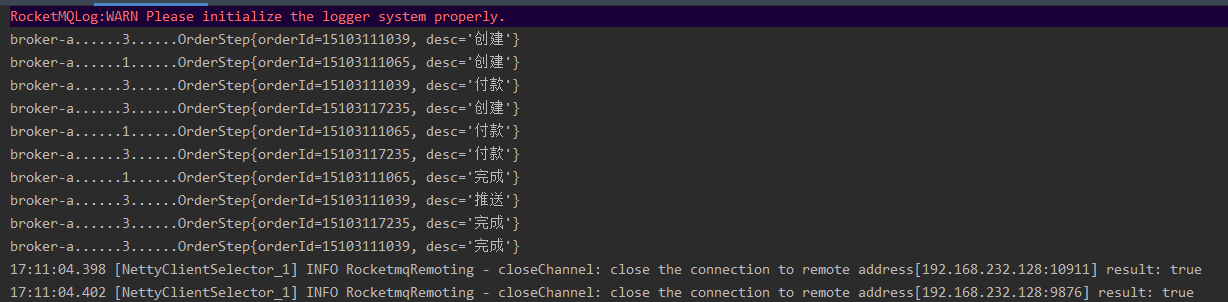 RocketMQLog:WARN Please initialize the logger system properly.
broker-a......3......OrderStep{orderId=15103111039, desc='创建'}
broker-a......1......OrderStep{orderId=15103111065, desc='创建'}
broker-a......3......OrderStep{orderId=15103111039, desc='付款'}
broker-a......3......OrderStep{orderId=15103117235, desc='创建'}
broker-a......1......OrderStep{orderId=15103111065, desc='付款'}
broker-a......3......OrderStep{orderId=15103117235, desc='付款'}
broker-a......1......OrderStep{orderId=15103111065, desc='完成'}
broker-a......3......OrderStep{orderId=15103111039, desc='推送'}
broker-a......3......OrderStep{orderId=15103117235, desc='完成'}
broker-a......3......OrderStep{orderId=15103111039, desc='完成'}
17:11:04.398 [NettyClientSelector_1] INFO RocketmqRemoting - closeChannel: close the connection to remote address[192.168.232.128:10911] result: true
17:11:04.402 [NettyClientSelector_1] INFO RocketmqRemoting - closeChannel: close the connection to remote address[192.168.232.128:9876] result: true